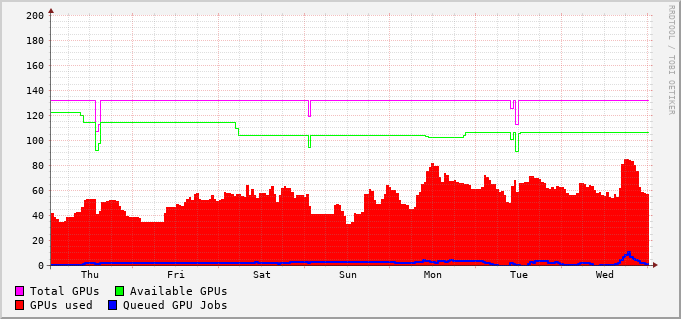 200
180
160
140
120
100
80
60
40
20
0
Thu Fri Sat Sun Mon Tue Wed
Total GPUs Available GPUs
GPUs used Queued GPU Jobs
RRDTOOL / TOBI OETIKER